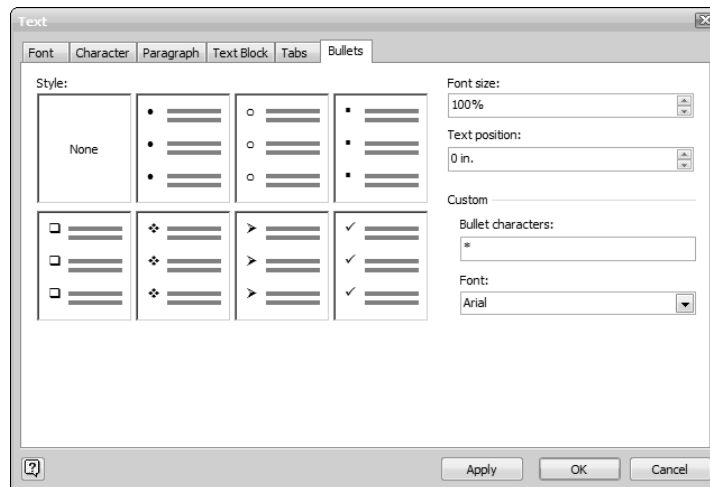 Text
Font Character Paragraph Text Block Tabs Bullets
Style:
None
Font size:
100%
Text position:
0 in.
Custom
Bullet characters:
*
Font:
Arial
Apply OK Cancel